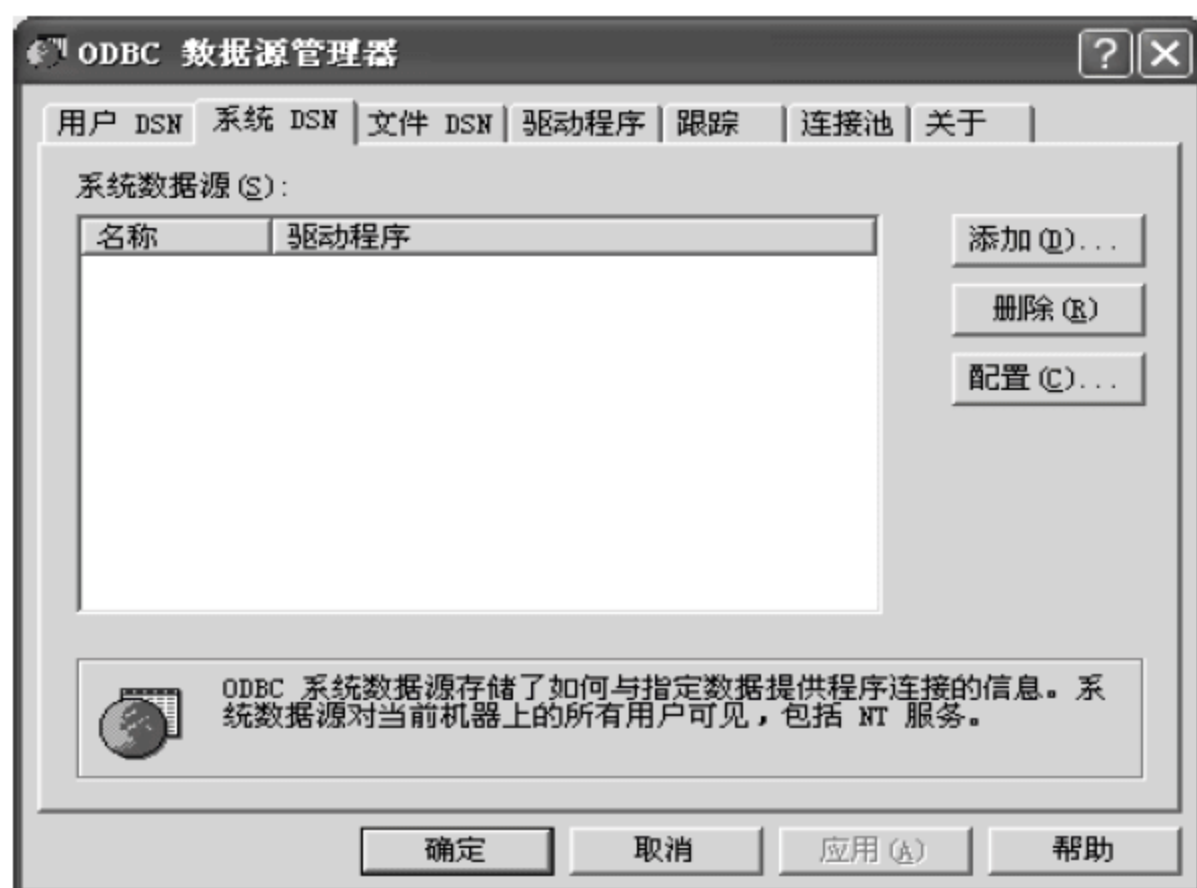 ODBC 数据源管理器
用户 DSN 系统 DSN 文件 DSN 驱动程序 跟踪 连接池 关于
系统数据源(S):
名称 驱动程序
添加(D)...
删除(R)
配置(C)...
ODBC 系统数据源存储了如何与指定数据提供程序连接的信息。系
统数据源对当前机器上的所有用户可见,包括 NT 服务。
确定 取消 应用(A) 帮助